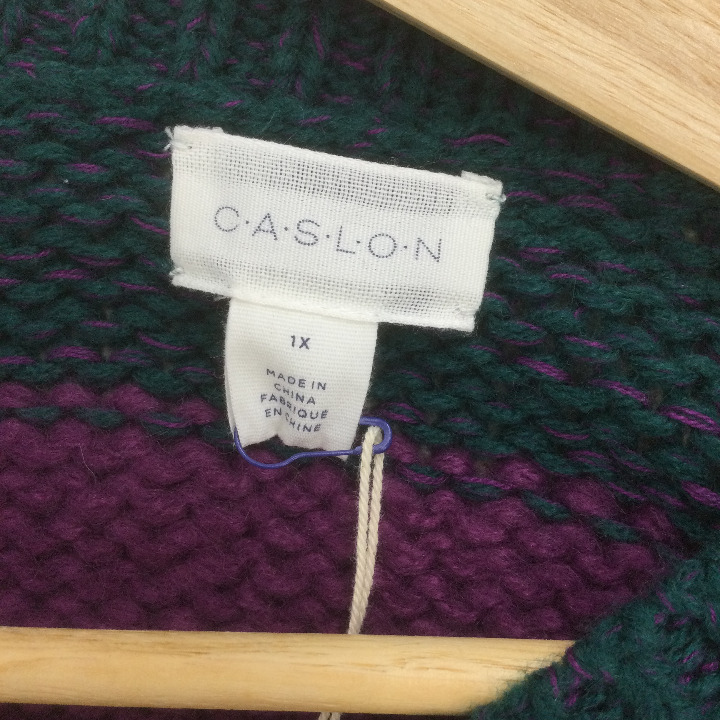 C·A·S·L·O·N
1X
MADE IN
CHINA
FABRIQUÉ
EN CHINE